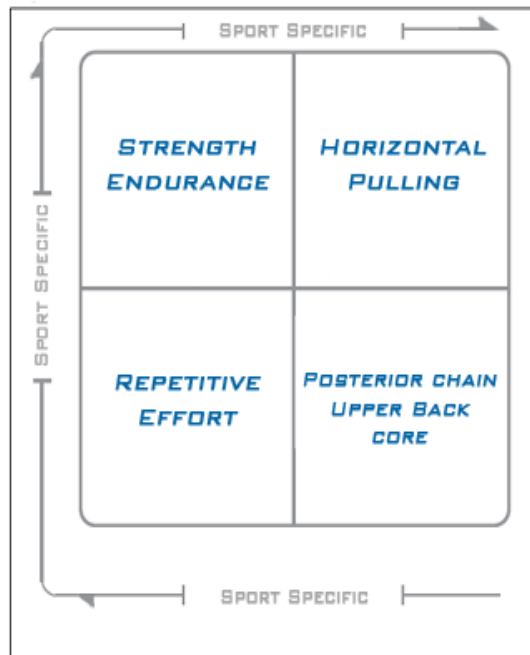 SPORT SPECIFIC
STRENGTH
ENDURANCE
HORIZONTAL
PULLING
SPORT SPECIFIC
REPETITIVE
EFFORT
POSTERIOR CHAIN
UPPER BACK
CORE
SPORT SPECIFIC